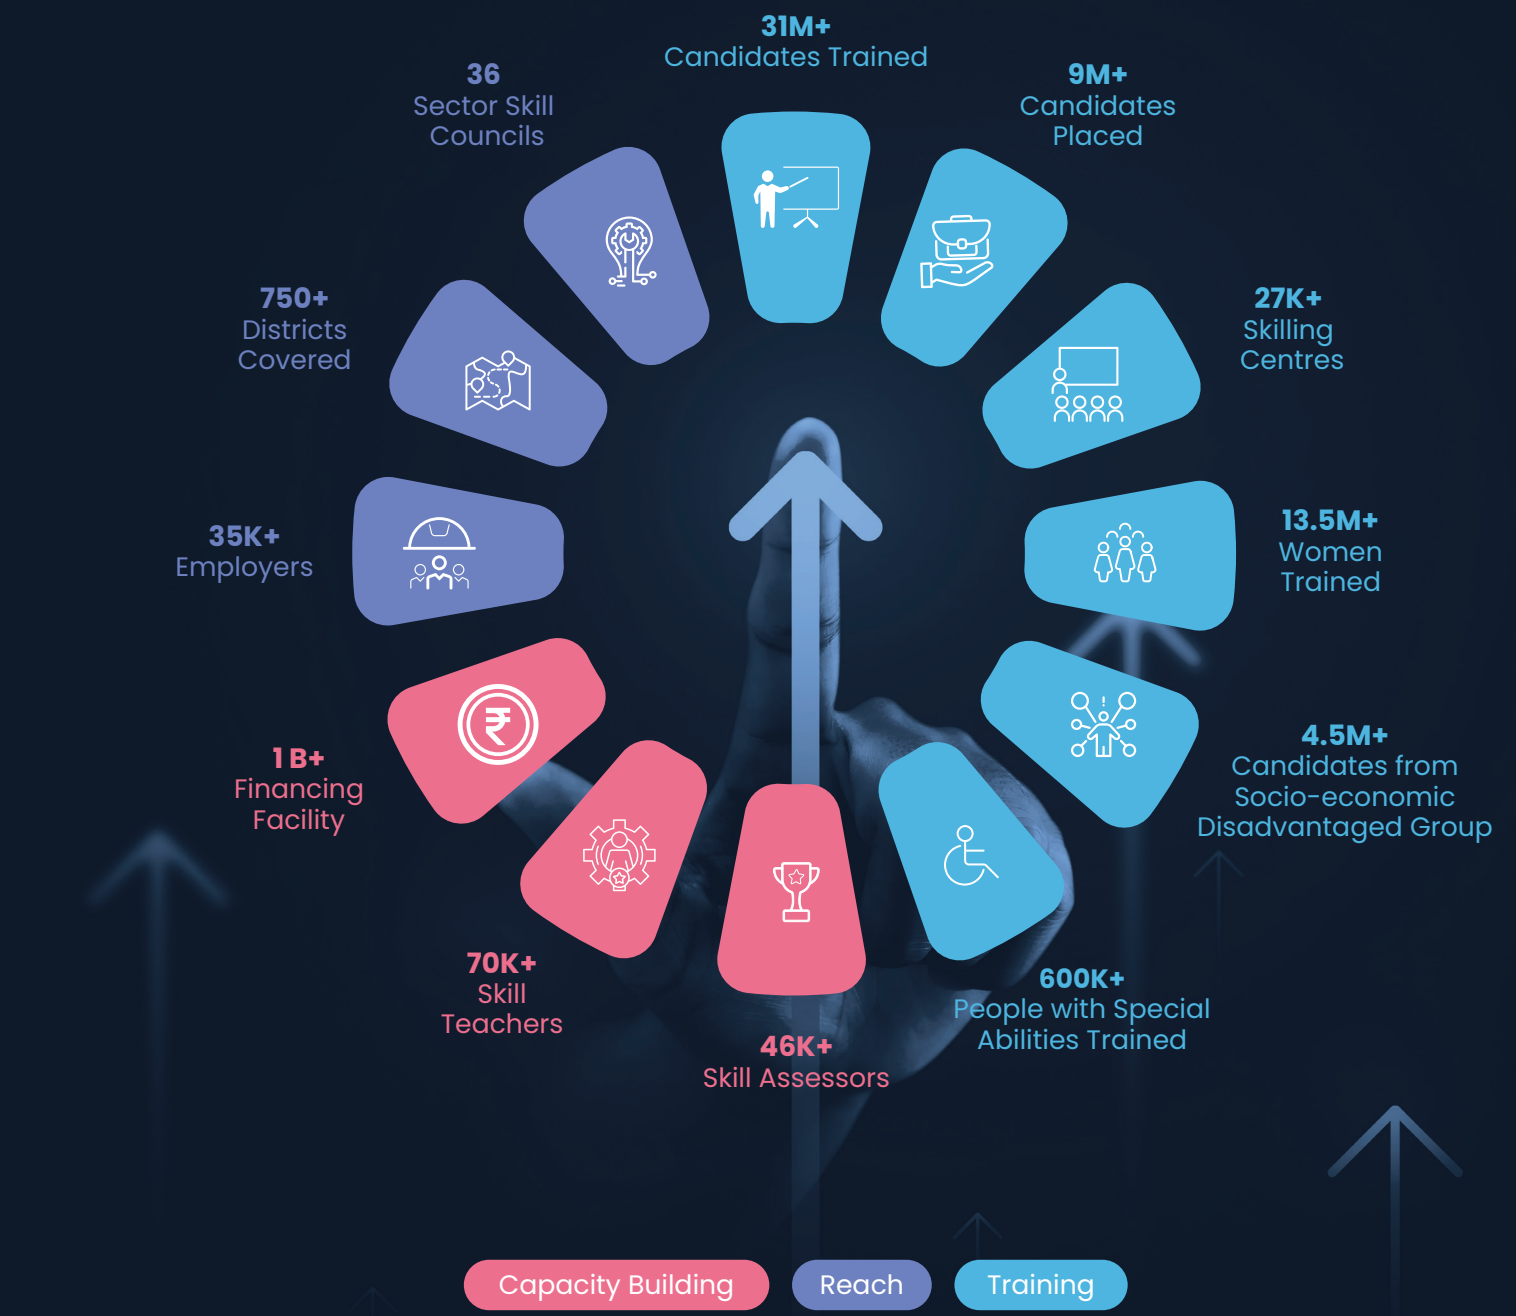 31M+
Candidates Trained
9M+
Candidates
Placed
27K+
Skilling
Centres
13.5M+
Women
Trained
4.5M+
Candidates from
Socio-economic
Disadvantaged Group
600K+
People with Special
Abilities Trained
46K+
Skill Assessors
70K+
Skill
Teachers
1 B+
Financing
Facility
35K+
Employers
750+
Districts
Covered
36
Sector Skill
Councils
₹
Capacity Building
Reach
Training